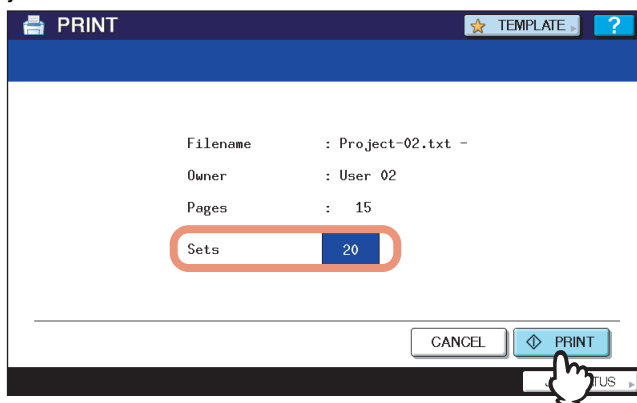 PRINT
TEMPLATE
?
Filename : Project-02.txt -
Owner : User 02
Pages : 15
Sets 20
CANCEL
PRINT